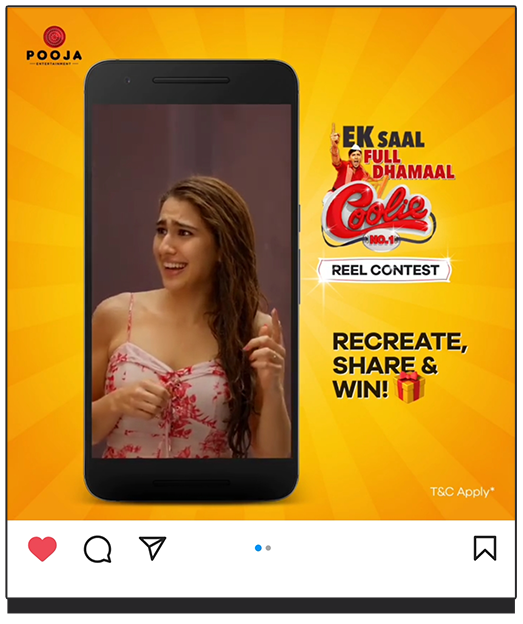 POOJA
ENTERTAINMENT
EK SAAL
FULL
DHAMAAL
Coolie
NO.1
REEL CONTEST
RECREATE,
SHARE &
WIN!
T&C Apply*